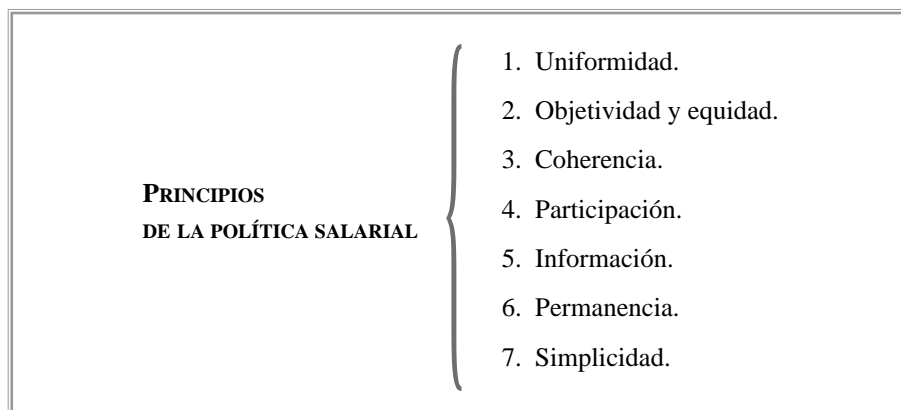 PRINCIPIOS
DE LA POLÍTICA SALARIAL
1. Uniformidad.
2. Objetividad y equidad.
3. Coherencia.
4. Participación.
5. Información.
6. Permanencia.
7. Simplicidad.